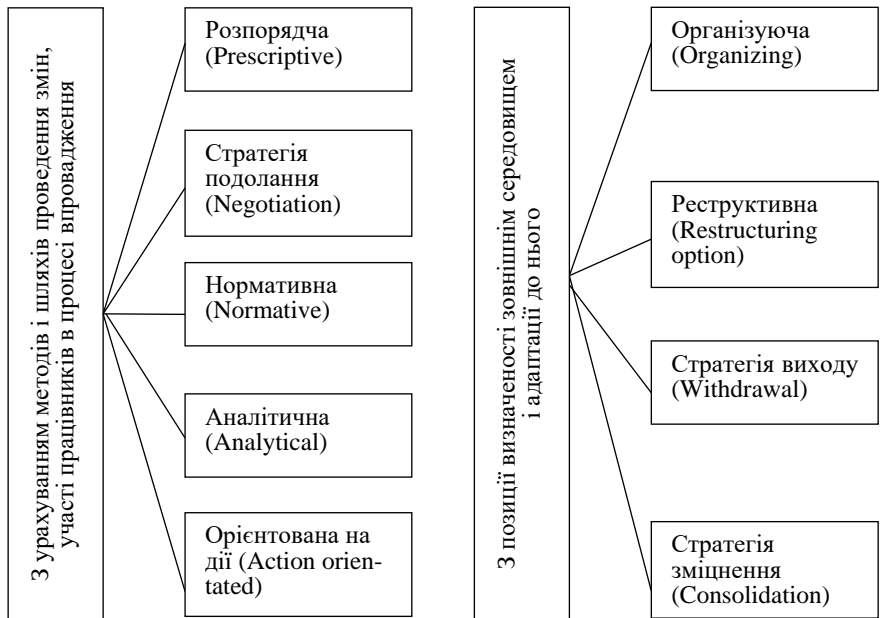 З урахуванням методів і шляхів проведення змін,
участі працівників в процесі впровадження
Розпорядча
(Prescriptive)
Стратегія
подолання
(Negotiation)
Нормативна
(Normative)
Аналітична
(Analytical)
Орієнтована на
дії (Action orien-
tated)
З позиції визначеності зовнішнім середовищем
і адаптації до нього
Організуюча
(Organizing)
Реструктивна
(Restructuring
option)
Стратегія виходу
(Withdrawal)
Стратегія
зміцнення
(Consolidation)